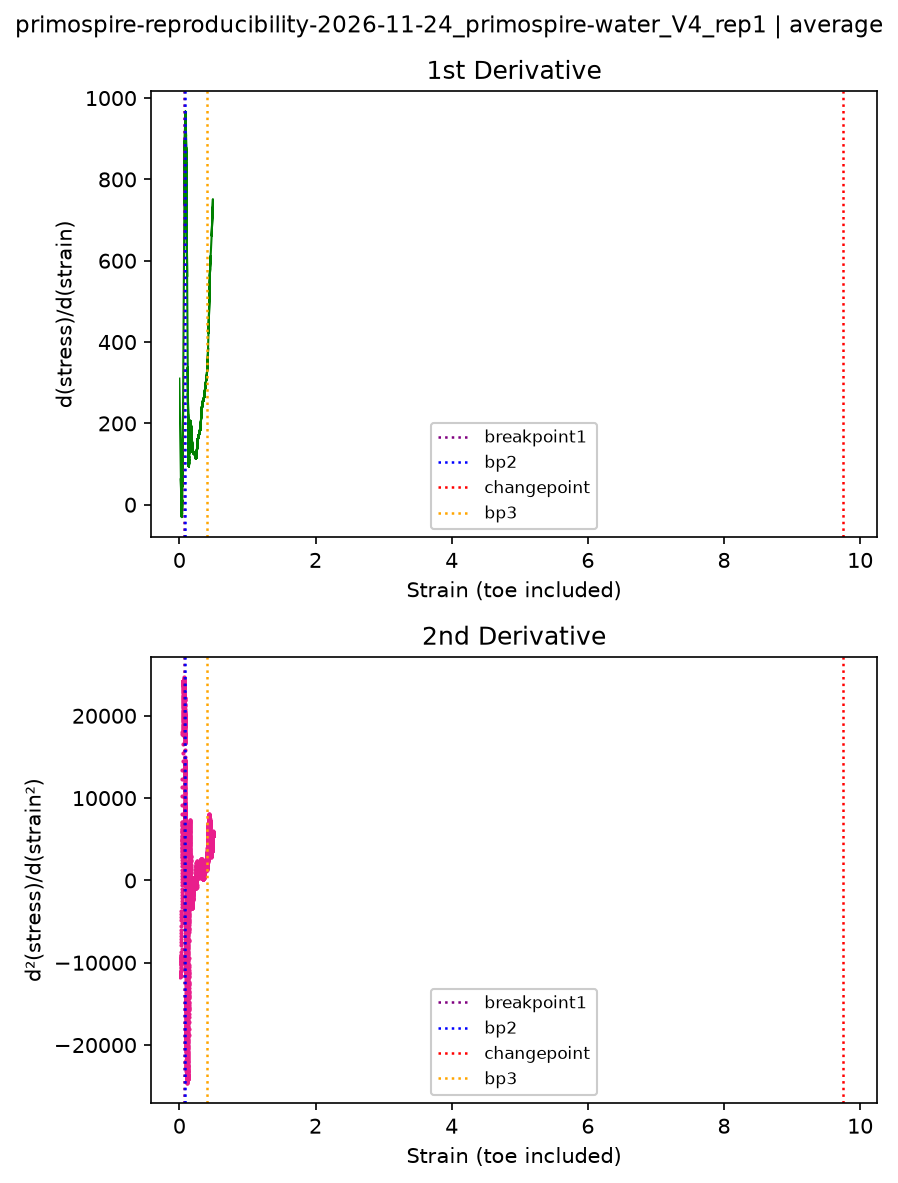 primospire-reproducibility-2026-11-24_primospire-water_V4_rep1 | average
1st Derivative
1000
800
600
400
200
0
d(stress)/d(strain)
breakpoint1
bp2
changepoint
bp3
0 2 4 6 8 10
Strain (toe included)
2nd Derivative
20000
10000
0
−10000
−20000
d²(stress)/d(strain²)
breakpoint1
bp2
changepoint
bp3
0 2 4 6 8 10
Strain (toe included)